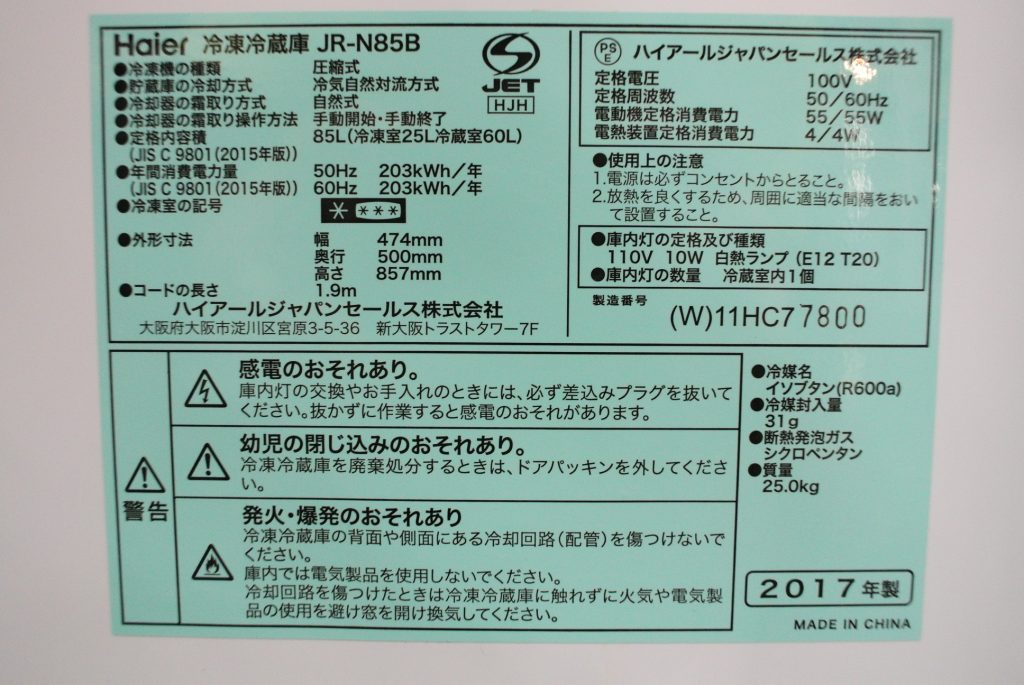 Haier 冷凍冷蔵庫 JR-N85B
●冷凍機の種類 圧縮式
●貯蔵庫の冷却方式 冷気自然対流方式
●冷却器の霜取り方式 自然式
●冷却器の霜取り操作方法 手動開始・手動終了
●定格内容積 85L(冷凍室25L冷蔵室60L)
(JIS C 9801(2015年版))
●年間消費電力量 50Hz 203kWh/年
(JIS C 9801(2015年版)) 60Hz 203kWh/年
●冷凍室の記号 * ***
●外形寸法 幅 474mm
奥行 500mm
高さ 857mm
●コードの長さ 1.9m
ハイアールジャパンセールス株式会社
大阪府大阪市淀川区宮原3-5-36 新大阪トラストタワー7F
JET
HJH
PSE ハイアールジャパンセールス株式会社
定格電圧 100V
定格周波数 50/60Hz
電動機定格消費電力 55/55W
電熱装置定格消費電力 4/4W
●使用上の注意
1.電源は必ずコンセントからとること。
2.放熱を良くするため、周囲に適当な間隔をおい
て設置すること。
●庫内灯の定格及び種類
110V 10W 白熱ランプ (E12 T20)
●庫内灯の数量 冷蔵室内1個
製造番号
(W)11HC77800
警告
感電のおそれあり。
庫内灯の交換やお手入れのときには、必ず差込みプラグを抜いて
ください。抜かずに作業すると感電のおそれがあります。
幼児の閉じ込みのおそれあり。
冷凍冷蔵庫を廃棄処分するときは、ドアパッキンを外してくださ
い。
発火・爆発のおそれあり
冷凍冷蔵庫の背面や側面にある冷却回路(配管)を傷つけないで
ください。
庫内では電気製品を使用しないでください。
冷却回路を傷つけたときは冷凍冷蔵庫に触れずに火気や電気製
品の使用を避け窓を開け換気してください。
●冷媒名
イソブタン(R600a)
●冷媒封入量
31g
●断熱発泡ガス
シクロペンタン
●質量
25.0kg
2017年製
MADE IN CHINA